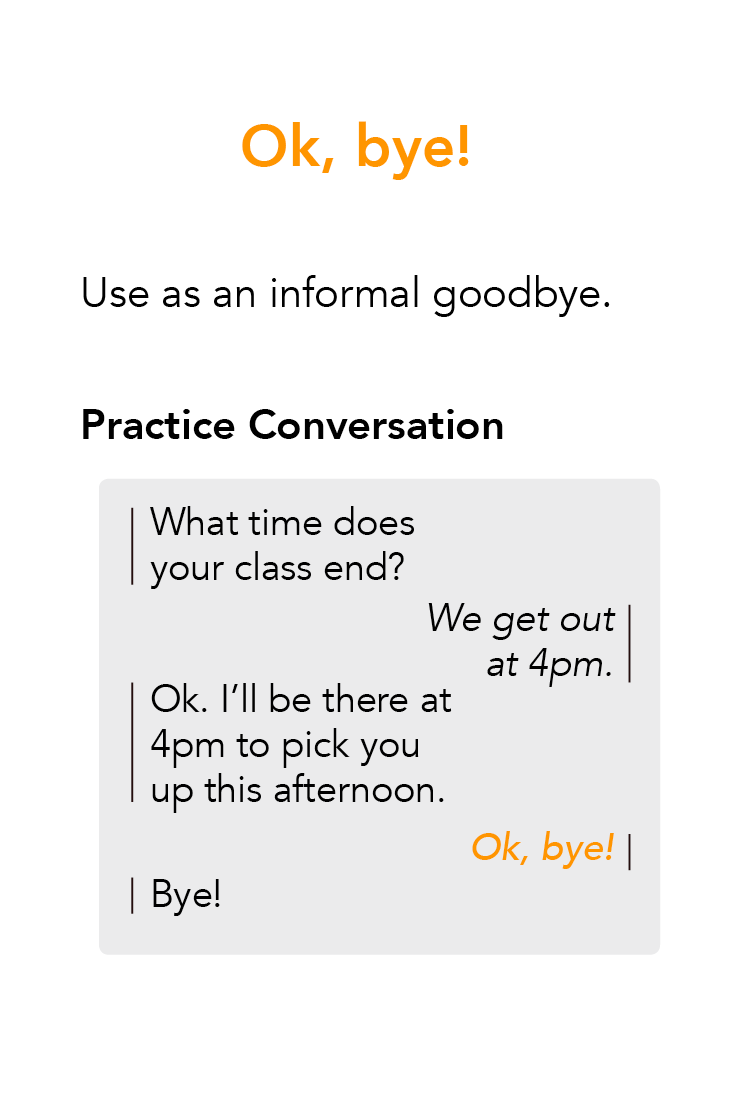 Ok, bye!
Use as an informal goodbye.
Practice Conversation
What time does
your class end?
We get out
at 4pm.
Ok. I’ll be there at
4pm to pick you
up this afternoon.
Ok, bye!
Bye!